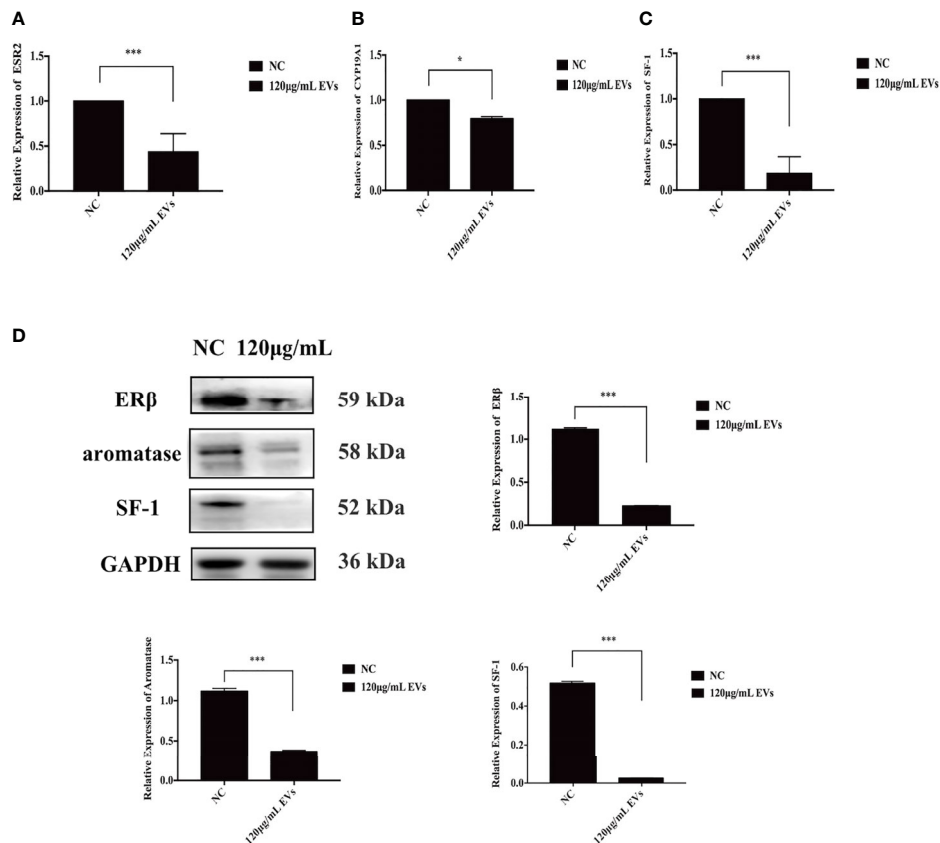 A
Relative Expression of ESR2
1.5
1.0
0.5
0.0
***
NC
120μg/mL EVs
NC
120μg/mL EVs
B
Relative Expression of CYP19A1
1.5
1.0
0.5
0.0
*
NC
120μg/mL EVs
NC
120μg/mL EVs
C
Relative Expression of SF-1
1.5
1.0
0.5
0.0
***
NC
120μg/mL EVs
NC
120μg/mL EVs
D
NC 120μg/mL
ERβ 59 kDa
aromatase 58 kDa
SF-1 52 kDa
GAPDH 36 kDa
Relative Expression of ERβ
1.5
1.0
0.5
0.0
***
NC
120μg/mL EVs
NC
120μg/mL EVs
Relative Expression of Aromatase
1.5
1.0
0.5
0.0
***
NC
120μg/mL EVs
NC
120μg/mL EVs
Relative Expression of SF-1
0.6
0.4
0.2
0.0
***
NC
120μg/mL EVs
NC
120μg/mL EVs